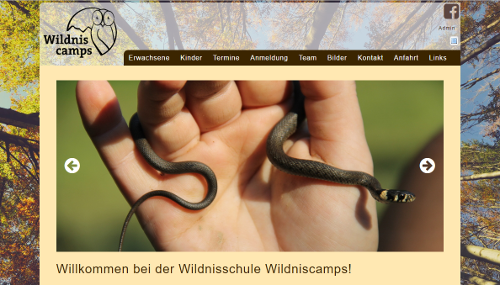 Wildnis
camps
Admin
Erwachsene Kinder Termine Anmeldung Team Bilder Kontakt Anfahrt Links
Willkommen bei der Wildnisschule Wildniscamps!